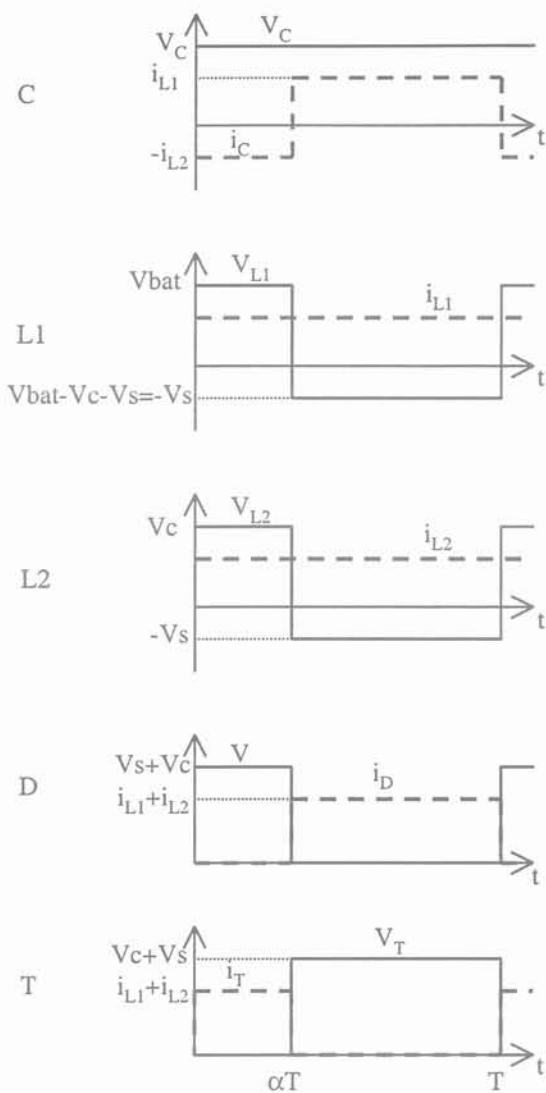 V_C V_C
i_L1
C
i_C t
-i_L2
Vbat V_L1
i_L1
L1
t
Vbat-Vc-Vs=-Vs
Vc V_L2
i_L2
L2
t
-Vs
Vs+Vc V
D i_L1+i_L2 i_D
t
Vc+Vs V_T
T i_L1+i_L2 i_T
t
αT T